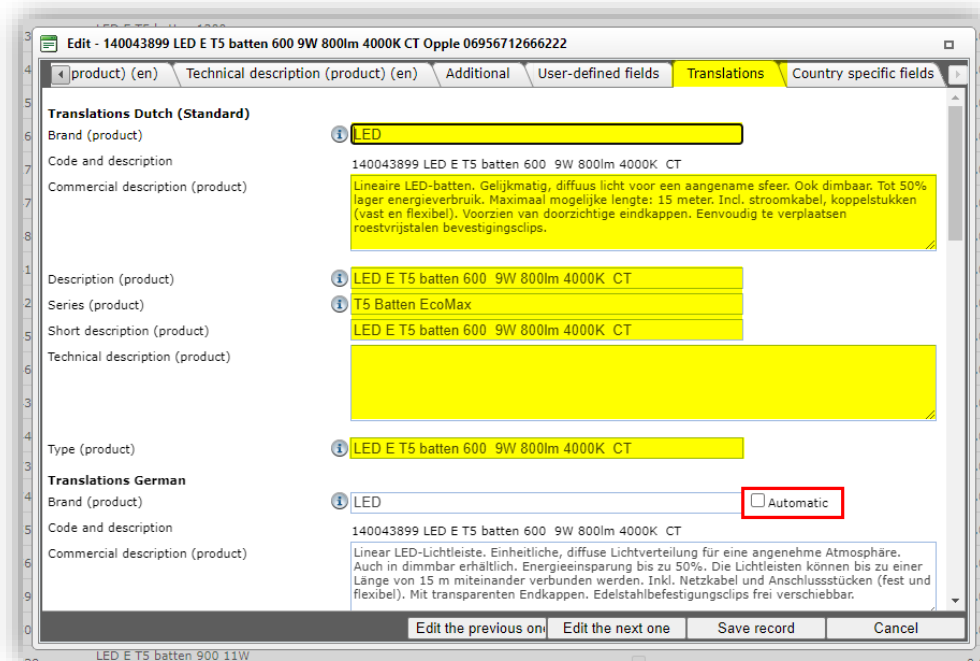 Edit - 140043899 LED E T5 batten 600 9W 800lm 4000K CT Opple 06956712666222
product) (en) Technical description (product) (en) Additional User-defined fields Translations Country specific fields
Translations Dutch (Standard)
Brand (product) LED
Code and description 140043899 LED E T5 batten 600 9W 800lm 4000K CT
Commercial description (product) Lineaire LED-batten. Gelijkmatig, diffuus licht voor een aangename sfeer. Ook dimbaar. Tot 50%
lager energieverbruik. Maximaal mogelijke lengte: 15 meter. Incl. stroomkabel, koppelstukken
(vast en flexibel). Voorzien van doorzichtige eindkappen. Eenvoudig te verplaatsen
roestvrijstalen bevestigingsclips.
Description (product) LED E T5 batten 600 9W 800lm 4000K CT
Series (product) T5 Batten EcoMax
Short description (product) LED E T5 batten 600 9W 800lm 4000K CT
Technical description (product)
Type (product) LED E T5 batten 600 9W 800lm 4000K CT
Translations German
Brand (product) LED Automatic
Code and description 140043899 LED E T5 batten 600 9W 800lm 4000K CT
Commercial description (product) Linear LED-Lichtleiste. Einheitliche, diffuse Lichtverteilung für eine angenehme Atmosphäre.
Auch in dimmbar erhältlich. Energieeinsparung bis zu 50%. Die Lichtleisten können bis zu einer
Länge von 15 m miteinander verbunden werden. Inkl. Netzkabel und Anschlussstücken (fest und
flexibel). Mit transparenten Endkappen. Edelstahlbefestigungsclips frei verschiebbar.
Edit the previous on Edit the next one Save record Cancel
LED E T5 batten 900 11W